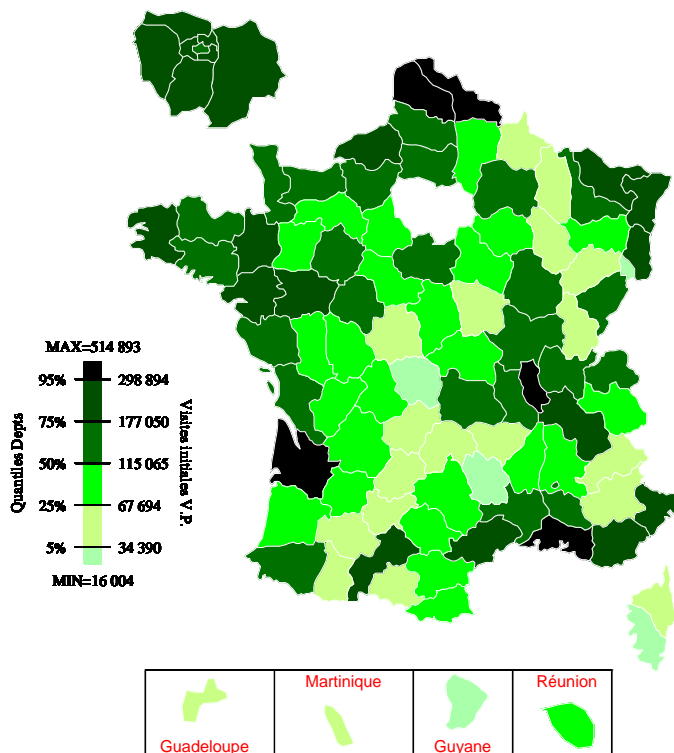 MAX=514 893
95% 298 894
75% 177 050
50% 115 065
25% 67 694
5% 34 390
MIN=16 004
Quantiles Depts
Visites initiales V.P.
Martinique Réunion
Guadeloupe Guyane